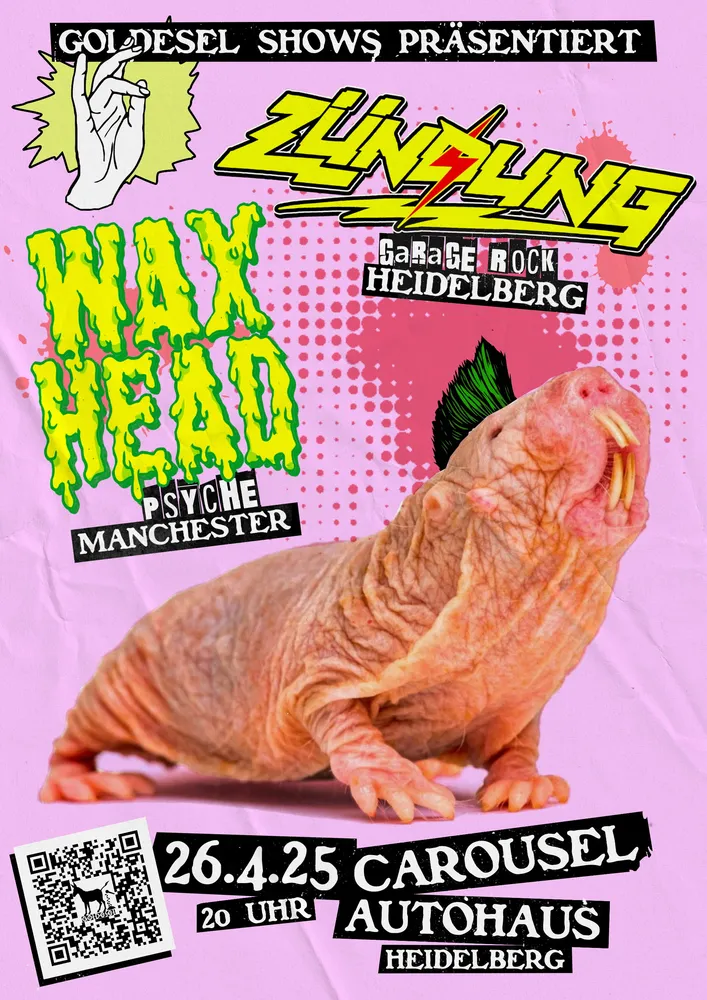 GOLDESEL SHOWS PRÄSENTIERT
ZÜNDUNG
GaRaGE ROCK
HEIDELBERG
WAX
HEAD
PSYCHE
MANCHESTER
26.4.25
20 UHR
CAROUSEL
AUTOHAUS
HEIDELBERG